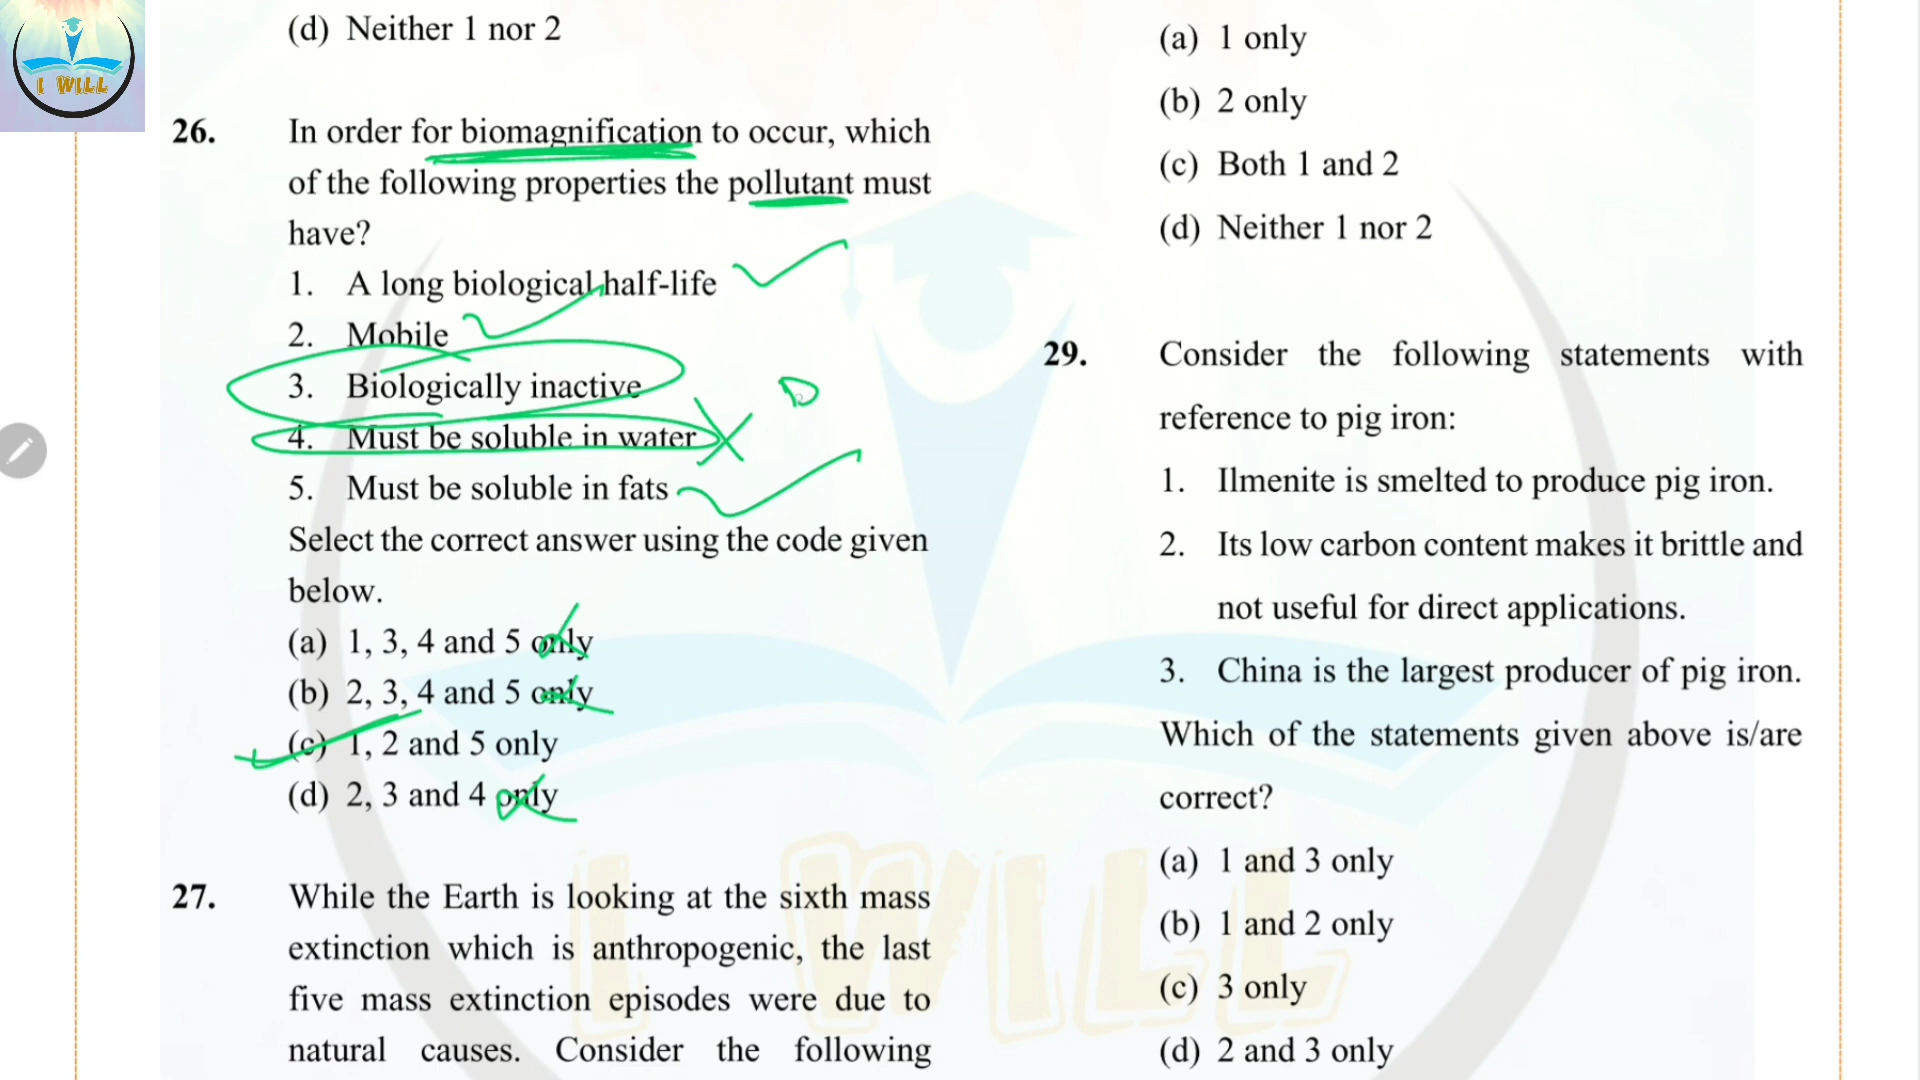 I WILL
(d) Neither 1 nor 2
26. In order for biomagnification to occur, which
of the following properties the pollutant must
have?
1. A long biological half-life
2. Mobile
3. Biologically inactive
4. Must be soluble in water
5. Must be soluble in fats
Select the correct answer using the code given
below.
(a) 1, 3, 4 and 5 only
(b) 2, 3, 4 and 5 only
(c) 1, 2 and 5 only
(d) 2, 3 and 4 only
27. While the Earth is looking at the sixth mass
extinction which is anthropogenic, the last
five mass extinction episodes were due to
natural causes. Consider the following
(a) 1 only
(b) 2 only
(c) Both 1 and 2
(d) Neither 1 nor 2
29. Consider the following statements with
reference to pig iron:
1. Ilmenite is smelted to produce pig iron.
2. Its low carbon content makes it brittle and
not useful for direct applications.
3. China is the largest producer of pig iron.
Which of the statements given above is/are
correct?
(a) 1 and 3 only
(b) 1 and 2 only
(c) 3 only
(d) 2 and 3 only
I WILL